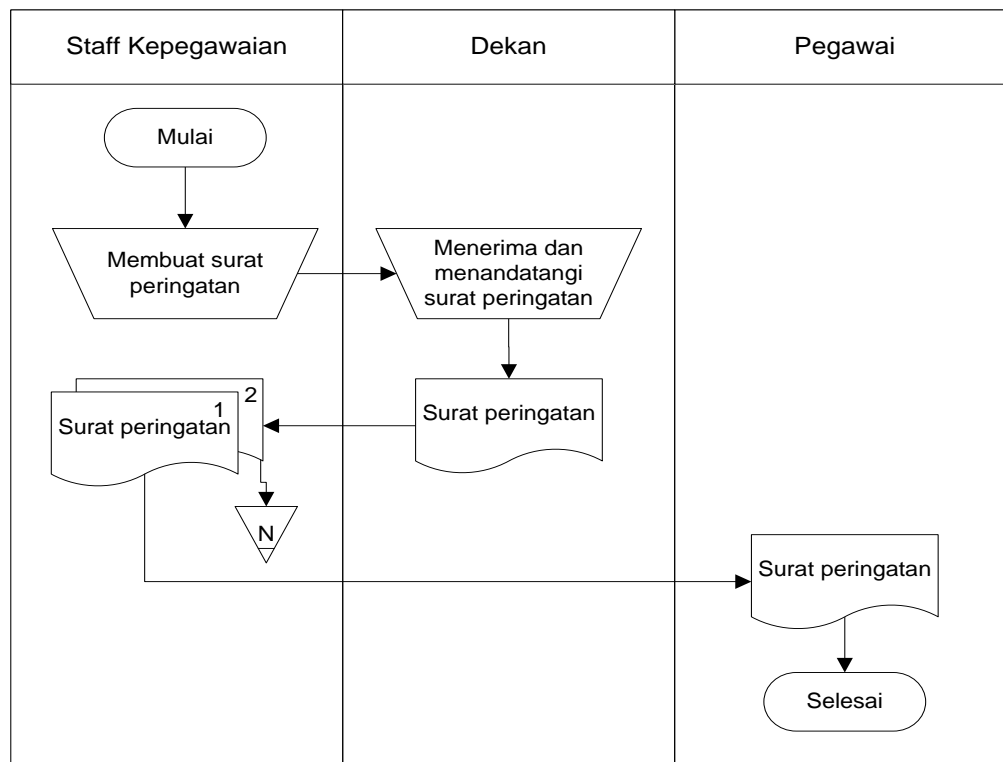 Staff Kepegawaian
Dekan
Pegawai
Mulai
Membuat surat
peringatan
Menerima dan
menandatangi
surat peringatan
2
1
Surat peringatan
Surat peringatan
N
Surat peringatan
Selesai